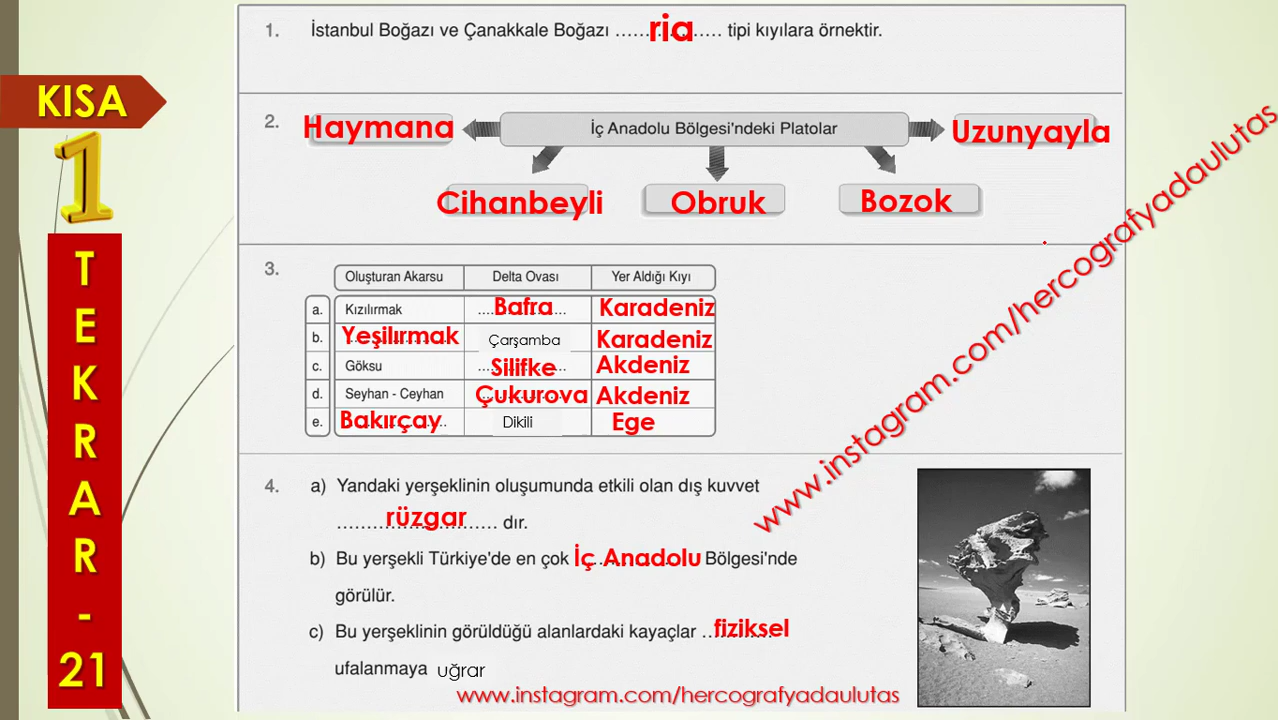 KISA
1
TEKRAR-21
1. İstanbul Boğazı ve Çanakkale Boğazı ...... ria ...... tipi kıyılara örnektir.
2. İç Anadolu Bölgesi'ndeki Platolar
Haymana
Uzunyayla
Cihanbeyli
Obruk
Bozok
3.
Oluşturan Akarsu Delta Ovası Yer Aldığı Kıyı
a. Kızılırmak Bafra Karadeniz
b. Yeşilırmak Çarşamba Karadeniz
c. Göksu Silifke Akdeniz
d. Seyhan - Ceyhan Çukurova Akdeniz
e. Bakırçay Dikili Ege
4. a) Yandaki yerşeklinin oluşumunda etkili olan dış kuvvet
...... rüzgar ...... dır.
b) Bu yerşekli Türkiye'de en çok İç Anadolu Bölgesi'nde
görülür.
c) Bu yerşeklinin görüldüğü alanlardaki kayaçlar ... fiziksel
ufalanmaya uğrar
www.instagram.com/hercografyadaulutas
www.instagram.com/hercografyadaulutas